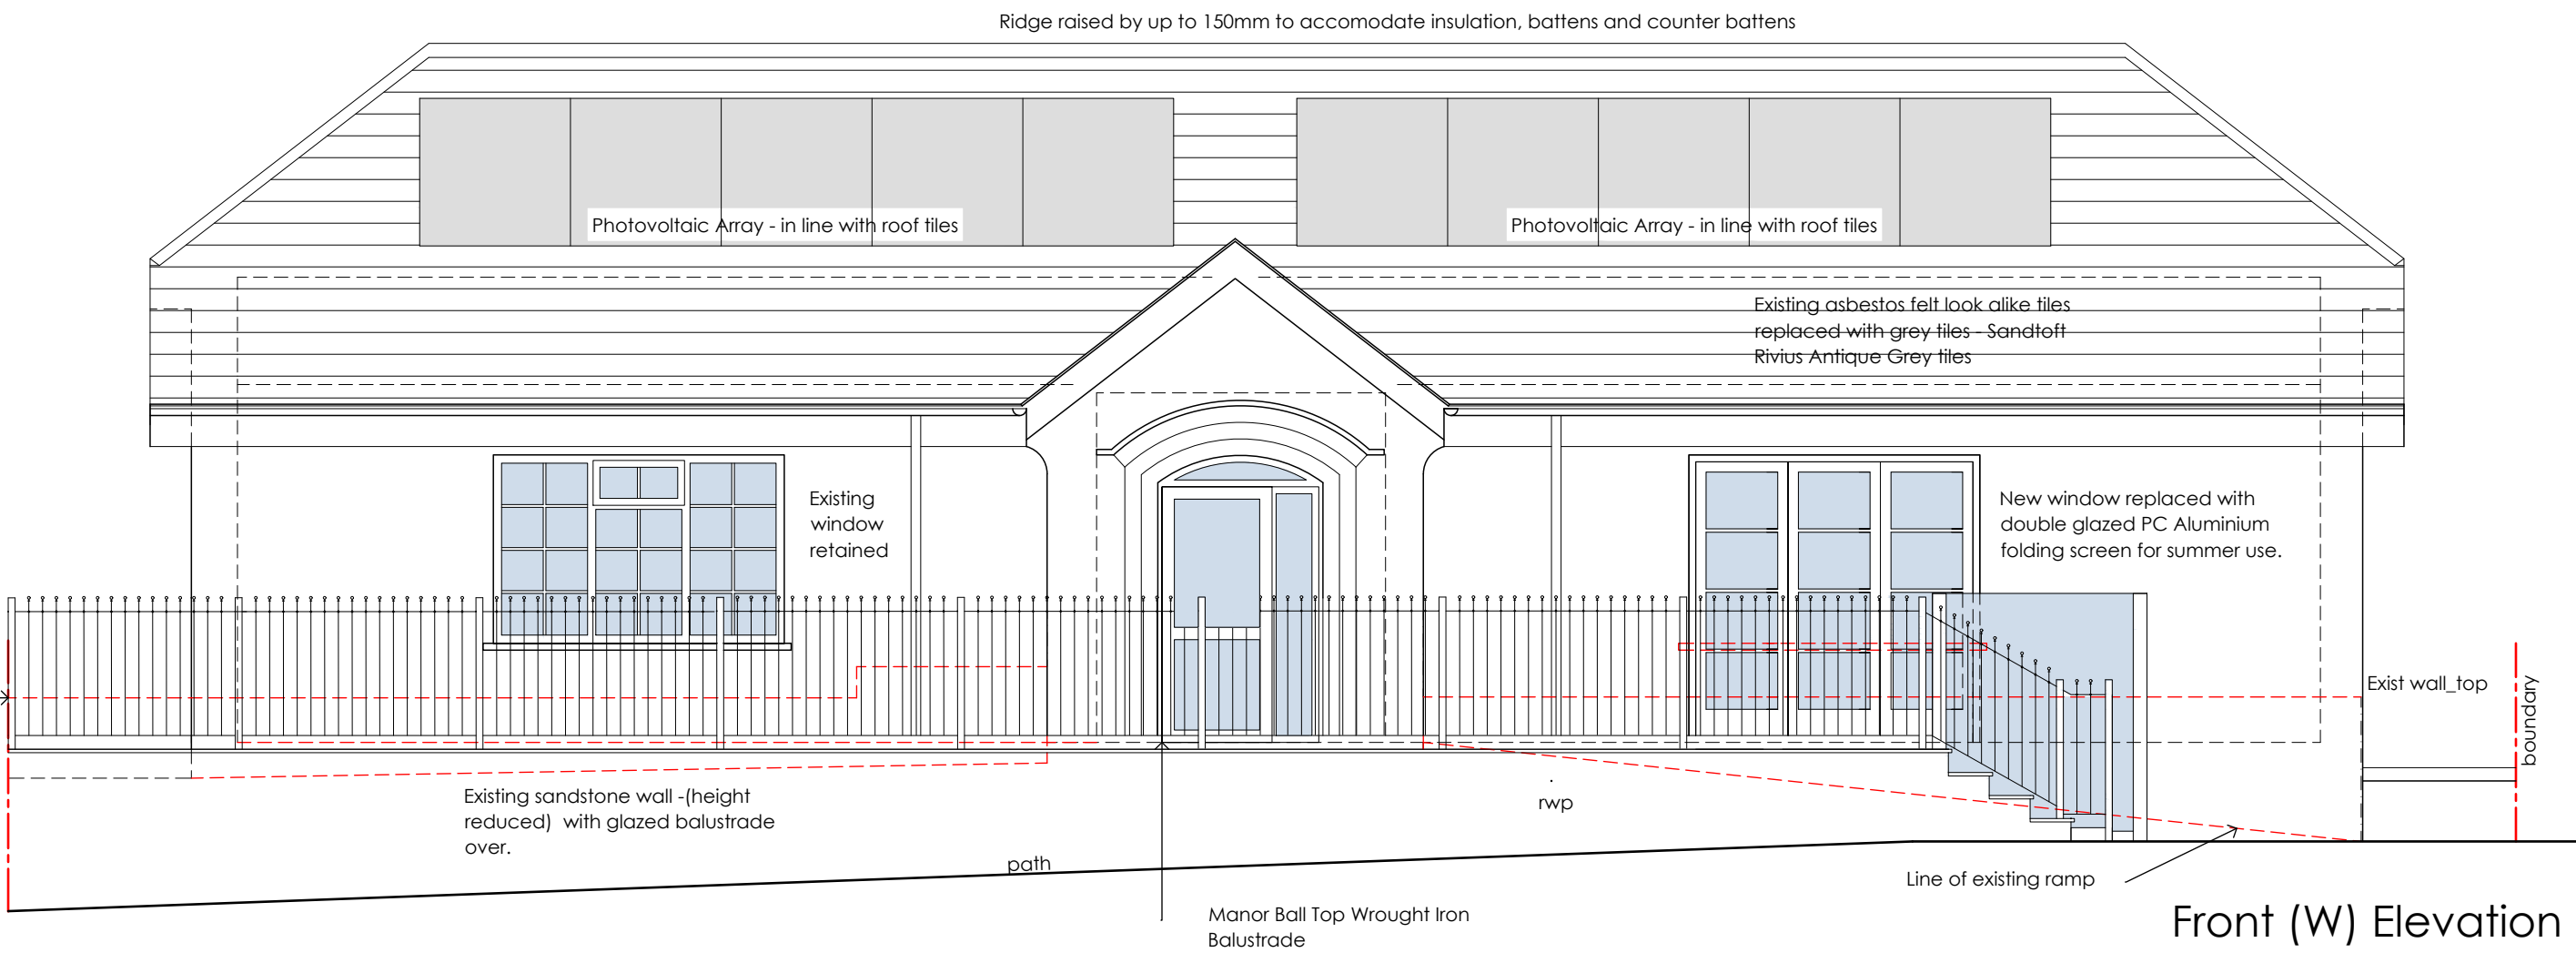 Ridge raised by up to 150mm to accomodate insulation, battens and counter battens
Photovoltaic Array - in line with roof tiles
Photovoltaic Array - in line with roof tiles
Existing asbestos felt look alike tiles
replaced with grey tiles - Sandtoft
Rivius Antique Grey tiles
Existing
window
retained
New window replaced with
double glazed PC Aluminium
folding screen for summer use.
Exist wall_top
boundary
Existing sandstone wall -(height
reduced) with glazed balustrade
over.
rwp
path
Line of existing ramp
Manor Ball Top Wrought Iron
Balustrade
Front (W) Elevation